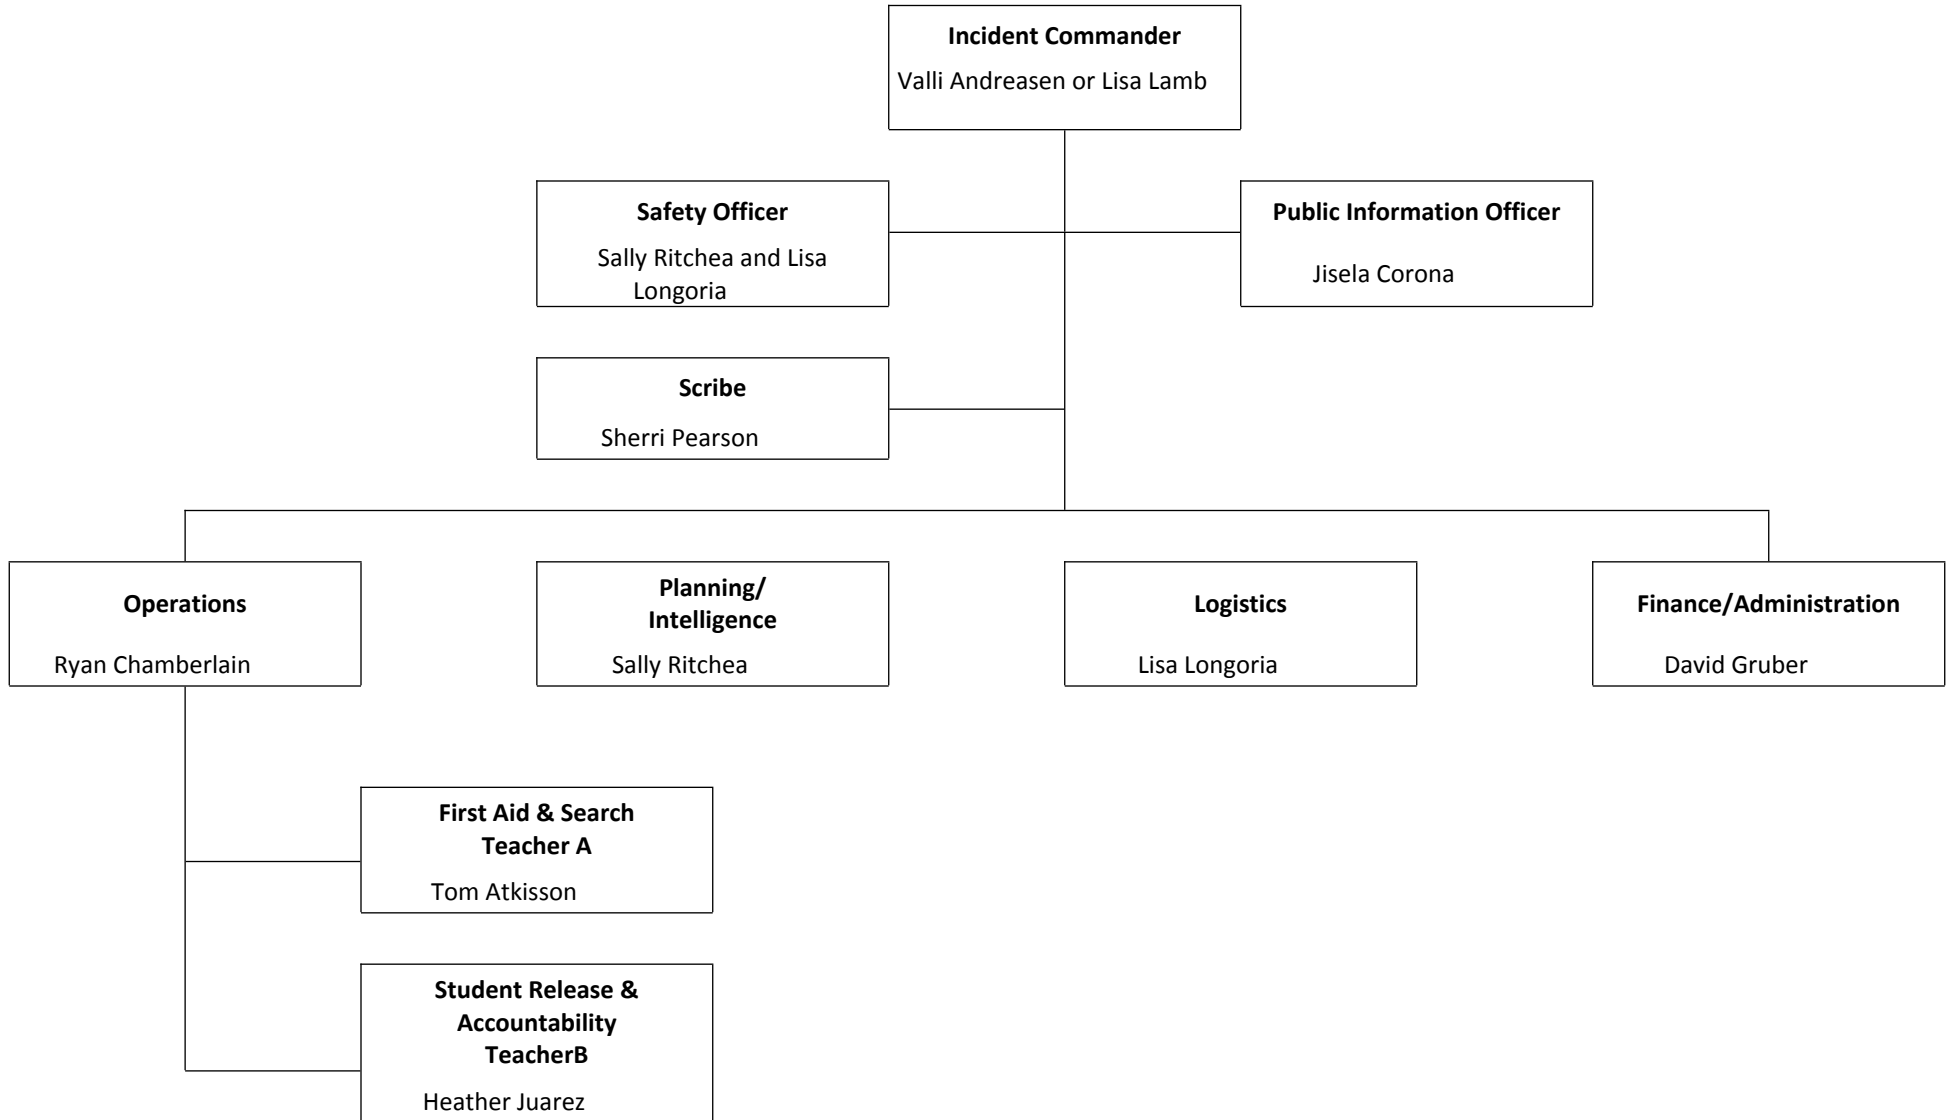 Incident Commander
Valli Andreasen or Lisa Lamb
Safety Officer
Sally Ritchea and Lisa
Longoria
Public Information Officer
Jisela Corona
Scribe
Sherri Pearson
Operations
Ryan Chamberlain
Planning/
Intelligence
Sally Ritchea
Logistics
Lisa Longoria
Finance/Administration
David Gruber
First Aid & Search
Teacher A
Tom Atkisson
Student Release &
Accountability
TeacherB
Heather Juarez